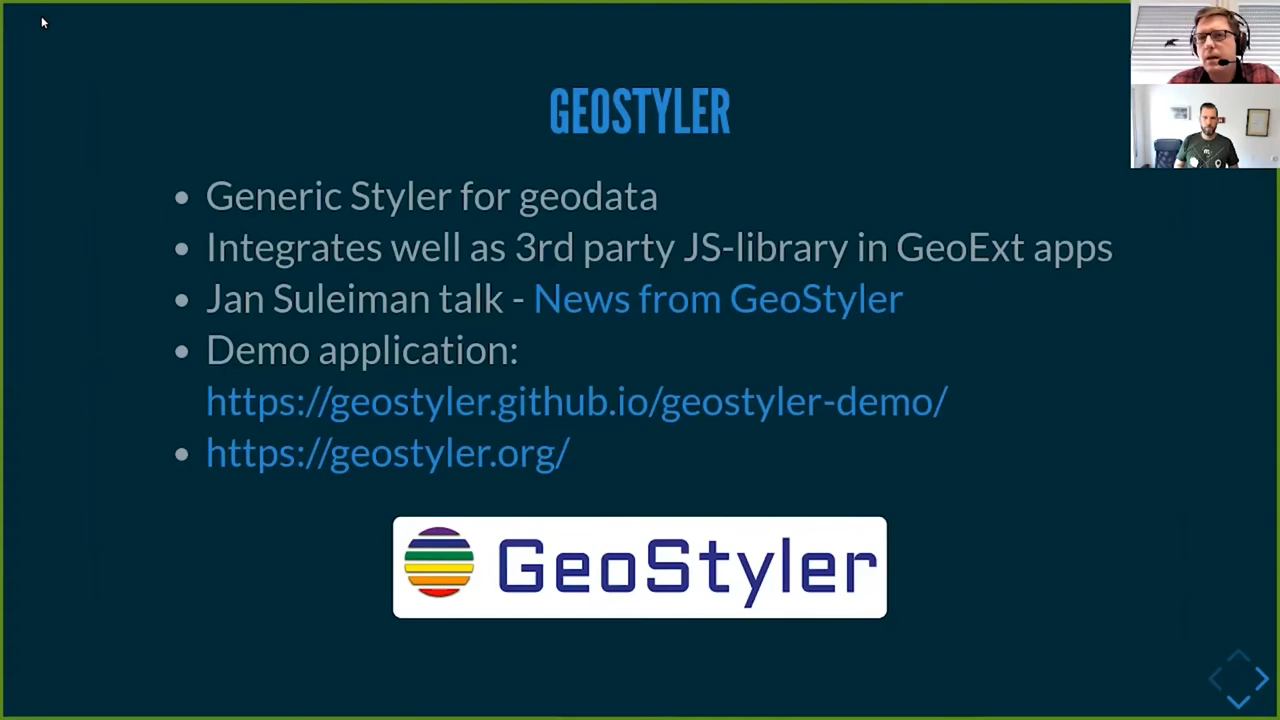 GEOSTYLER
Generic Styler for geodata
Integrates well as 3rd party JS-library in GeoExt apps
Jan Suleiman talk - News from GeoStyler
Demo application:
https://geostyler.github.io/geostyler-demo/
https://geostyler.org/
GeoStyler